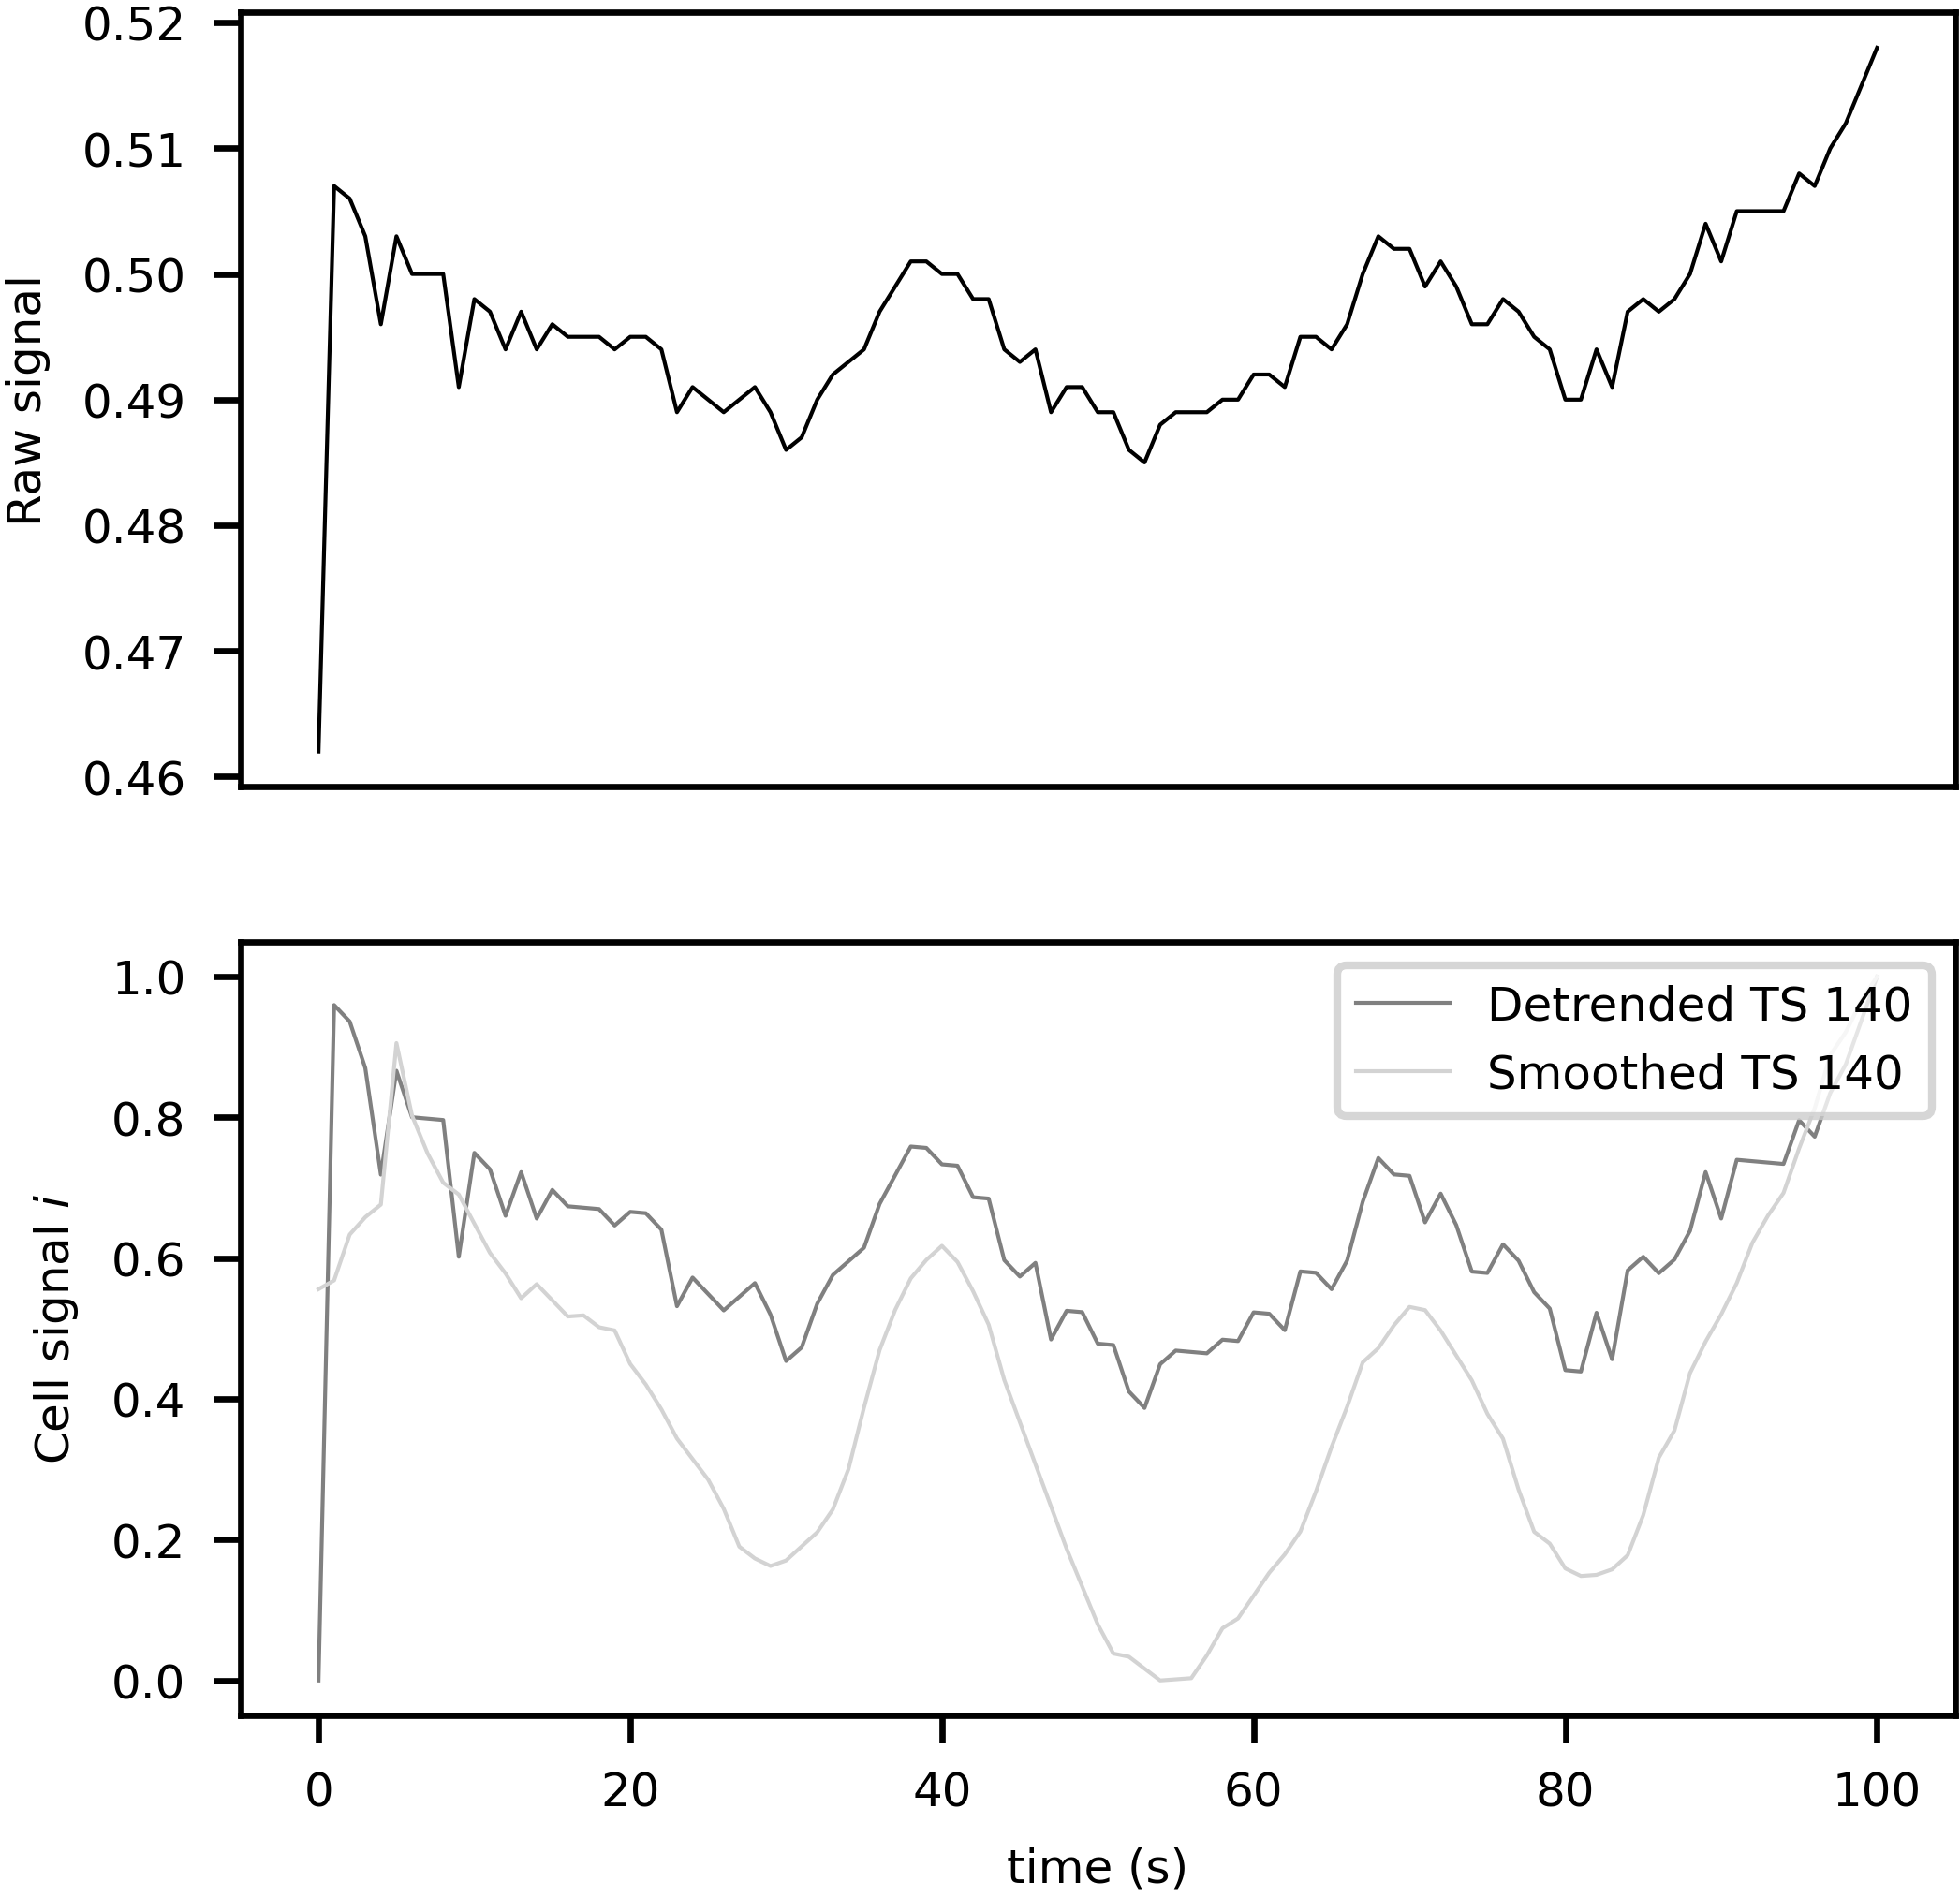 0.52
0.51
0.50
0.49
0.48
0.47
0.46
Raw signal
1.0
0.8
0.6
0.4
0.2
0.0
Cell signal i
Detrended TS 140
Smoothed TS 140
0 20 40 60 80 100
time (s)